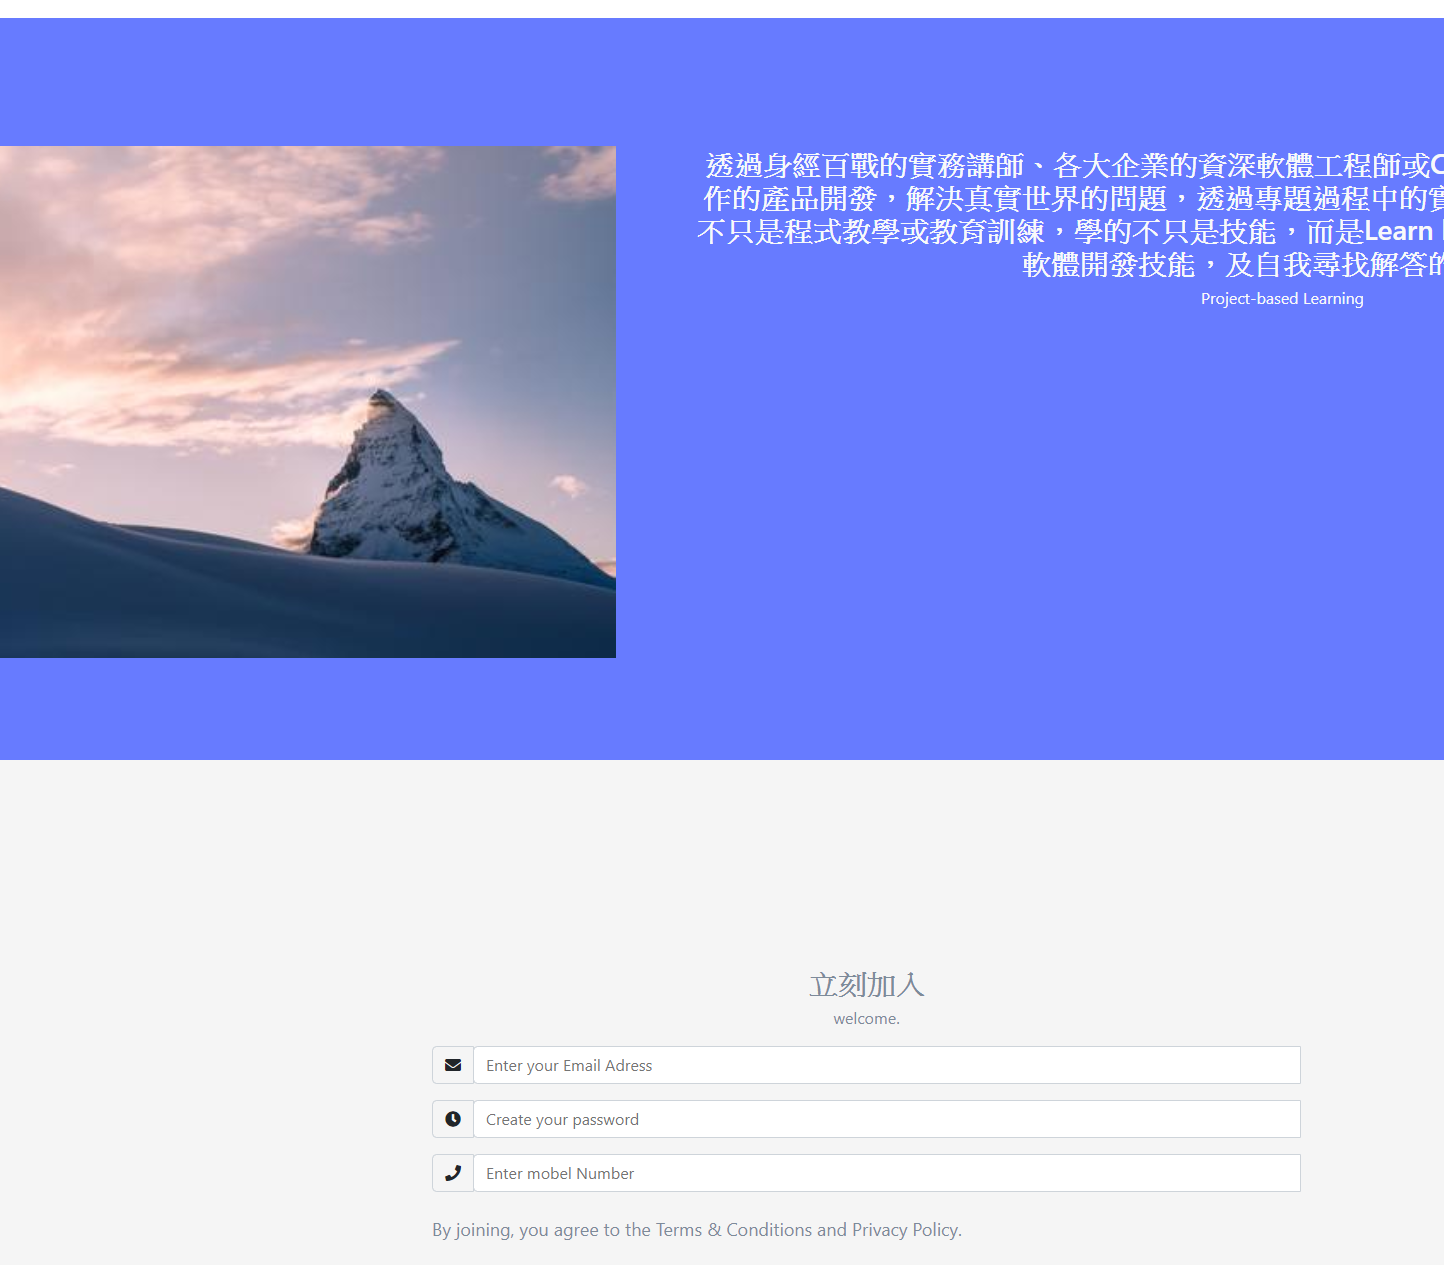 透過身經百戰的實務講師、各大企業的資深軟體工程師或C
作的產品開發，解決真實世界的問題，透過專題過程中的實
不只是程式教學或教育訓練，學的不只是技能，而是Learn
軟體開發技能，及自我尋找解答的
Project-based Learning
立刻加入
welcome.
Enter your Email Adress
Create your password
Enter mobel Number
By joining, you agree to the Terms & Conditions and Privacy Policy.